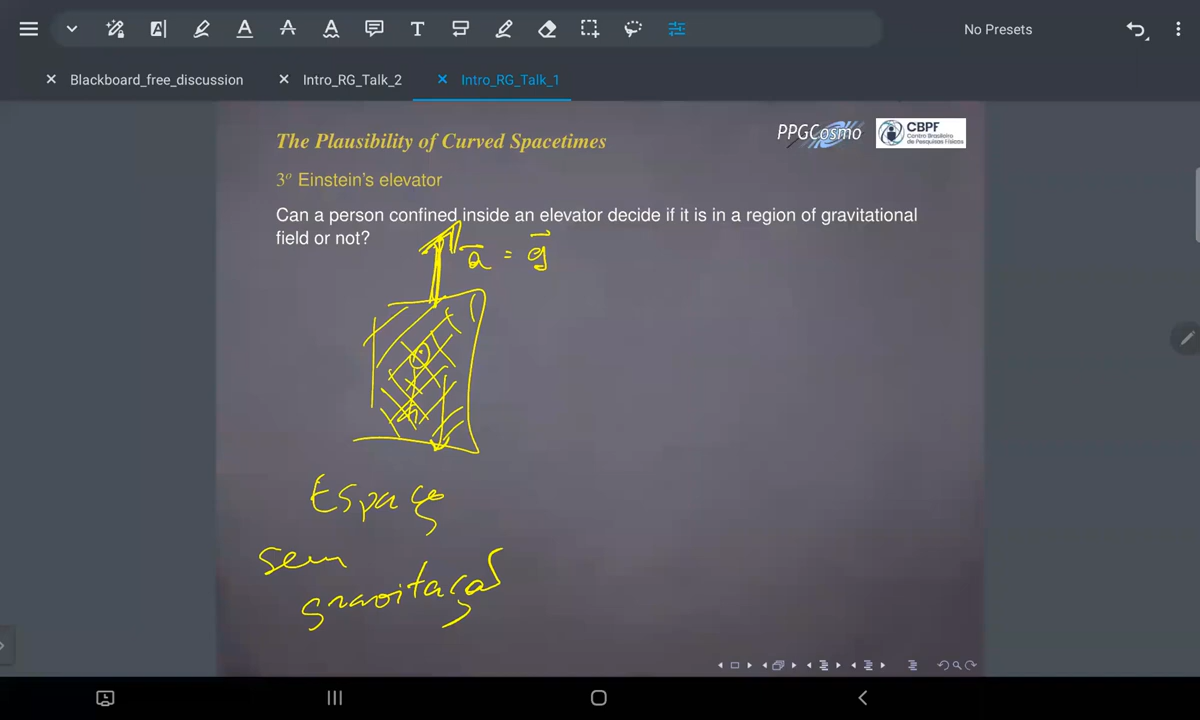 No Presets
Blackboard_free_discussion
Intro_RG_Talk_2
Intro_RG_Talk_1
The Plausibility of Curved Spacetimes
PPGCosmo
CBPF
Centro Brasileiro
de Pesquisas Físicas
3º Einstein's elevator
Can a person confined inside an elevator decide if it is in a region of gravitational
field or not?
a = g
Espaço
sem
gravitação